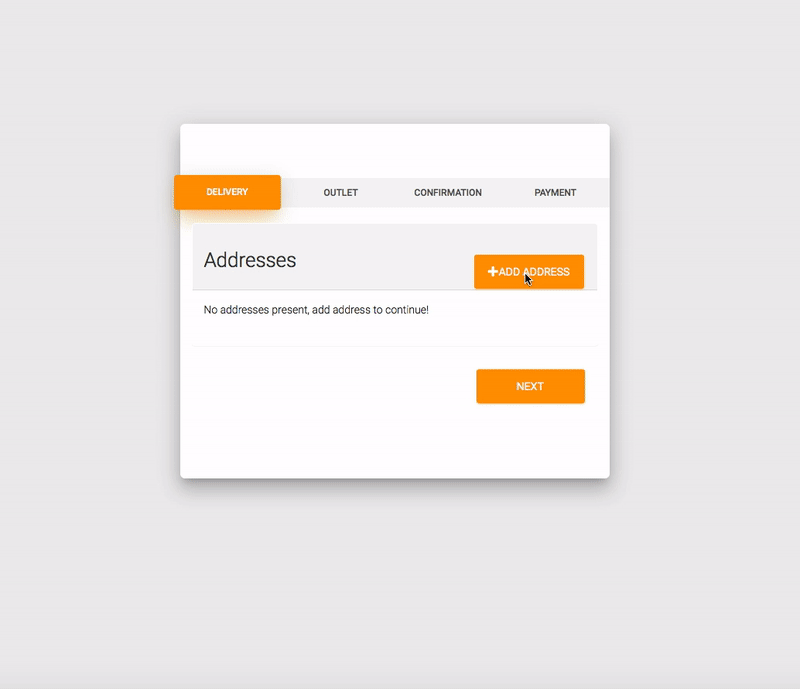 DELIVERY OUTLET CONFIRMATION PAYMENT
Addresses
ADD ADDRESS
No addresses present, add address to continue!
NEXT